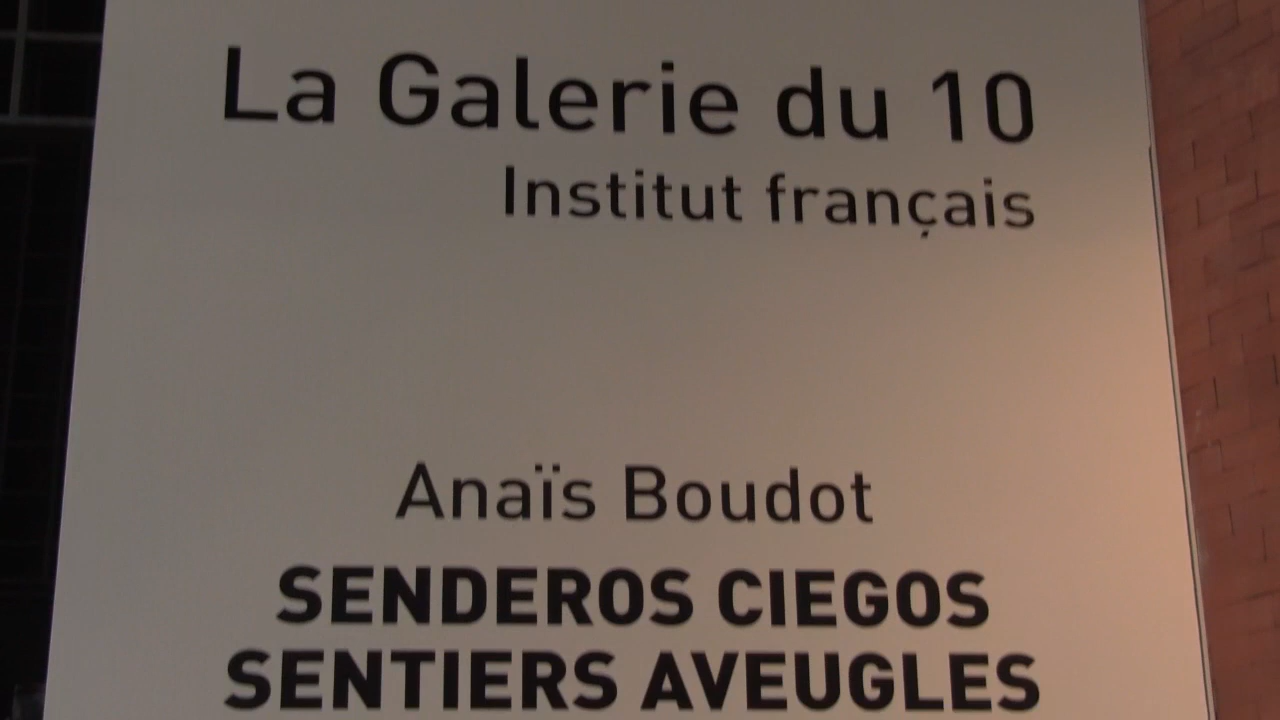 La Galerie du 10
Institut français
Anaïs Boudot
SENDEROS CIEGOS
SENTIERS AVEUGLES